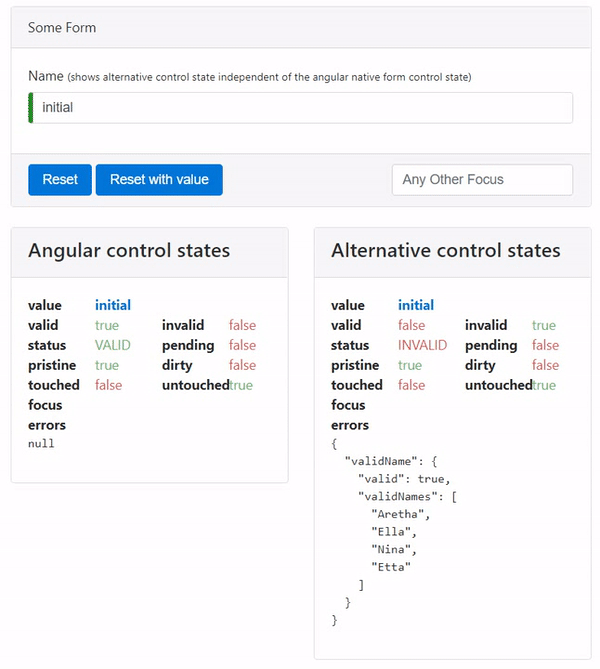 Some Form
Name (shows alternative control state independent of the angular native form control state)
initial
Reset Reset with value Any Other Focus
Angular control states
value initial
valid true invalid false
status VALID pending false
pristine true dirty false
touched false untouched true
focus
errors
null
Alternative control states
value initial
valid false invalid true
status INVALID pending false
pristine true dirty false
touched false untouched true
focus
errors
{
  "validName": {
    "valid": true,
    "validNames": [
      "Aretha",
      "Ella",
      "Nina",
      "Etta"
    ]
  }
}